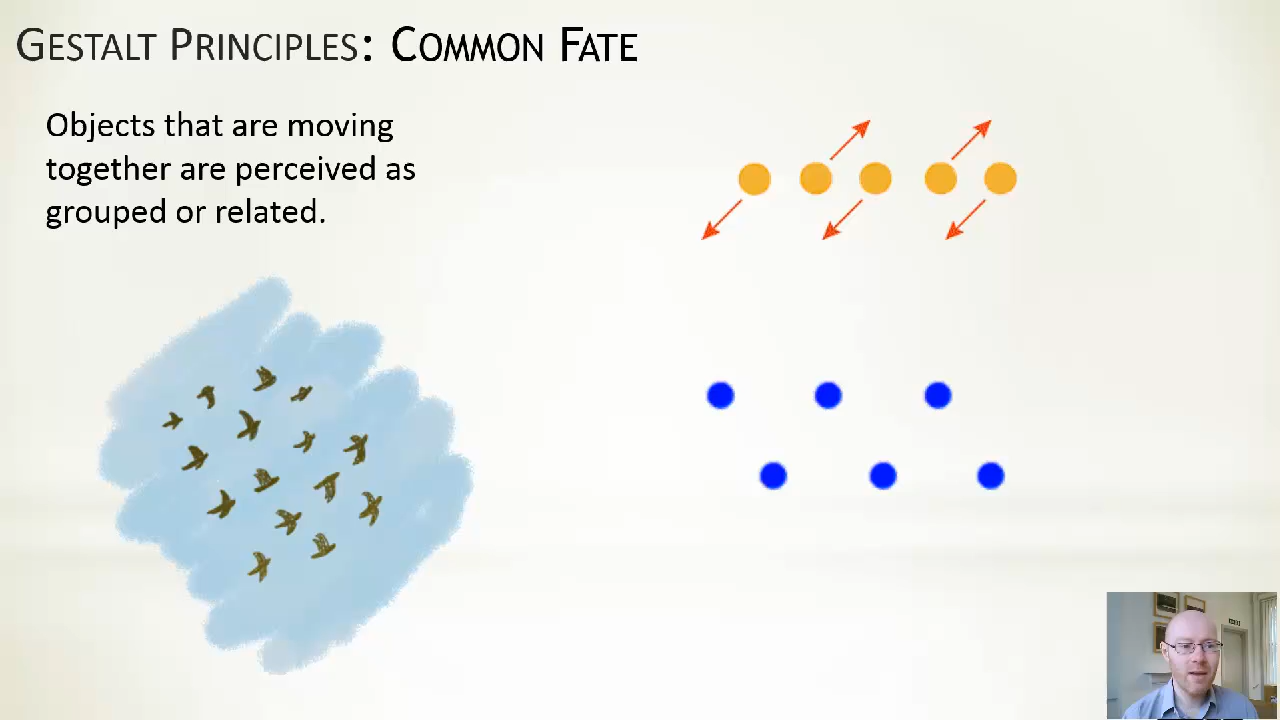 Gestalt Principles: Common Fate
Objects that are moving
together are perceived as
grouped or related.